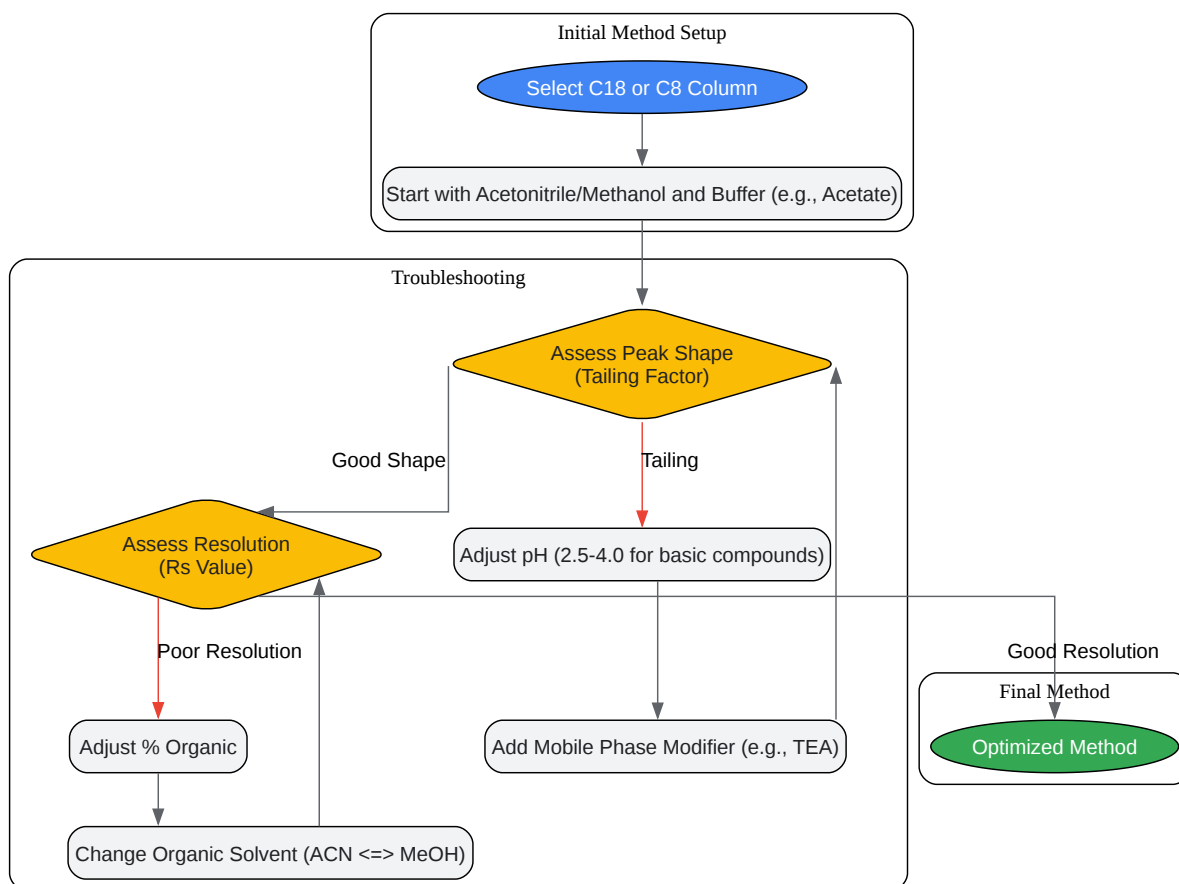 Initial Method Setup
Select C18 or C8 Column
Start with Acetonitrile/Methanol and Buffer (e.g., Acetate)
Troubleshooting
Assess Peak Shape
(Tailing Factor)
Good Shape
Tailing
Assess Resolution
(Rs Value)
Adjust pH (2.5-4.0 for basic compounds)
Poor Resolution
Good Resolution
Final Method
Adjust % Organic
Add Mobile Phase Modifier (e.g., TEA)
Optimized Method
Change Organic Solvent (ACN <=> MeOH)